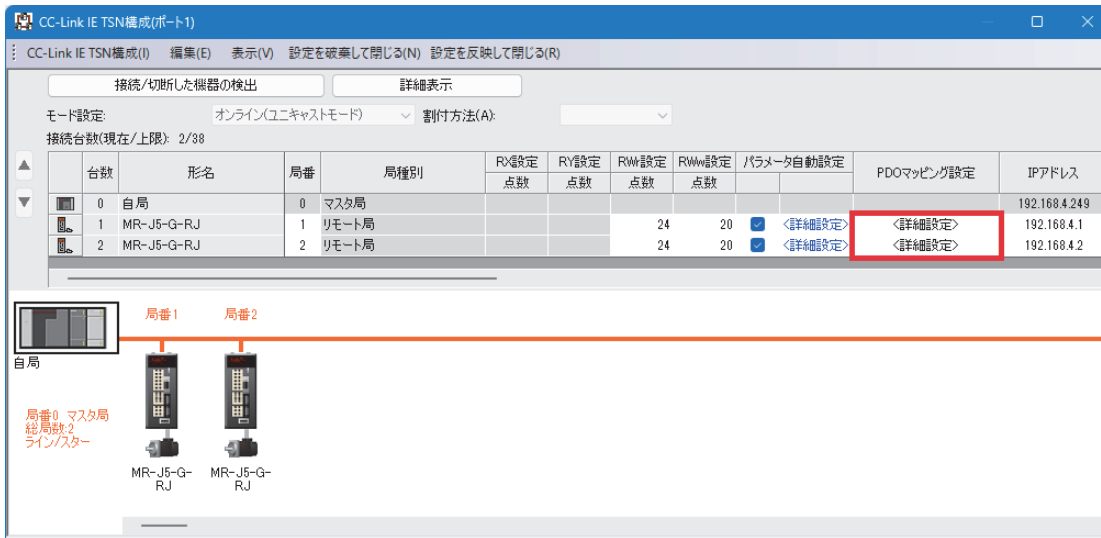 CC-Link IE TSN構成(ポート1)
CC-Link IE TSN構成(I) 編集(E) 表示(V) 設定を破棄して閉じる(N) 設定を反映して閉じる(R)
接続/切断した機器の検出 詳細表示
モード設定: オンライン(ユニキャストモード) 割付方法(A):
接続台数(現在/上限): 2/38
台数 形名 局番 局種別 RX設定 RY設定 RWr設定 RWw設定 パラメータ自動設定 PDOマッピング設定 IPアドレス
点数 点数 点数 点数
0 自局 0 マスタ局 192.168.4.249
1 MR-J5-G-RJ 1 リモート局 24 20 <詳細設定> <詳細設定> 192.168.4.1
2 MR-J5-G-RJ 2 リモート局 24 20 <詳細設定> <詳細設定> 192.168.4.2
局番1 局番2
自局
局番0 マスタ局
総局数:2
ライン/スター
MR-J5-G-
RJ
MR-J5-G-
RJ